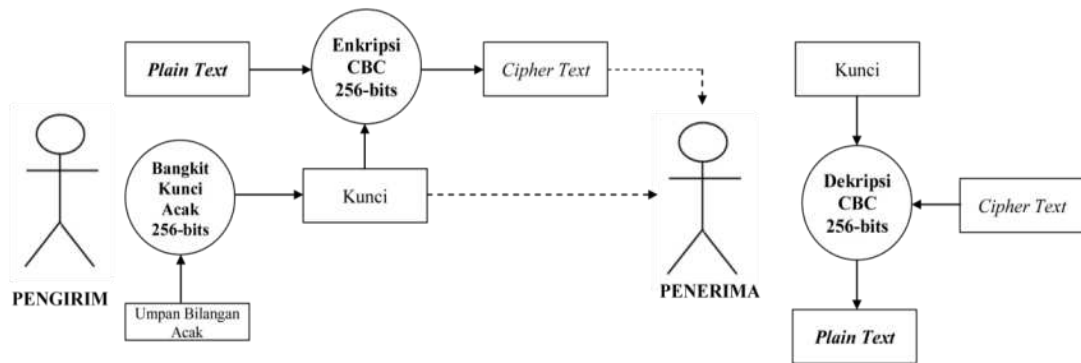 Plain Text
Enkripsi
CBC
256-bits
Cipher Text
Bangkit
Kunci
Acak
256-bits
Kunci
Umpan Bilangan
Acak
PENGIRIM
PENERIMA
Kunci
Dekripsi
CBC
256-bits
Cipher Text
Plain Text